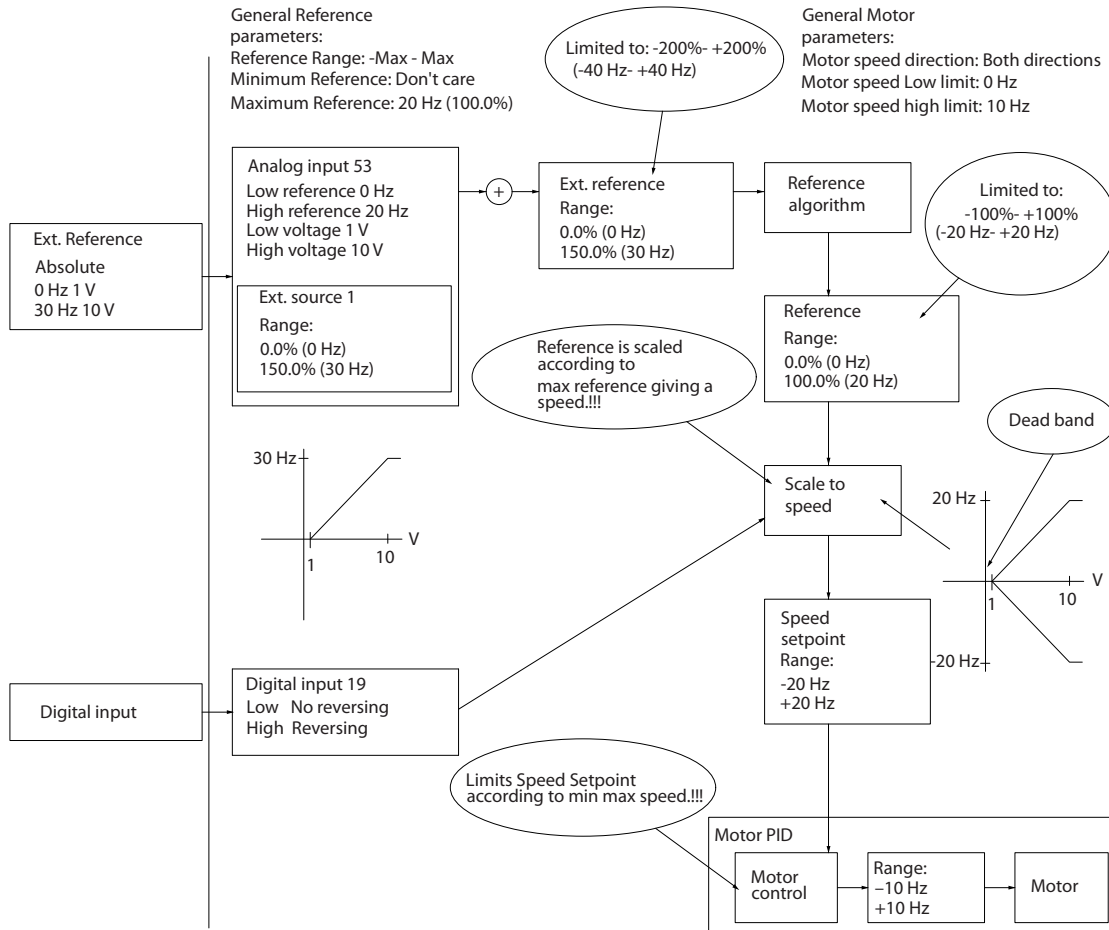 General Reference
parameters:
Reference Range: -Max - Max
Minimum Reference: Don't care
Maximum Reference: 20 Hz (100.0%)
Limited to: -200%- +200%
(-40 Hz- +40 Hz)
General Motor
parameters:
Motor speed direction: Both directions
Motor speed Low limit: 0 Hz
Motor speed high limit: 10 Hz
Ext. Reference
Absolute
0 Hz 1 V
30 Hz 10 V
Analog input 53
Low reference 0 Hz
High reference 20 Hz
Low voltage 1 V
High voltage 10 V
Ext. source 1
Range:
0.0% (0 Hz)
150.0% (30 Hz)
+
Ext. reference
Range:
0.0% (0 Hz)
150.0% (30 Hz)
Reference
algorithm
Limited to:
-100%- +100%
(-20 Hz- +20 Hz)
Reference
Range:
0.0% (0 Hz)
100.0% (20 Hz)
Reference is scaled
according to
max reference giving a
speed.!!!
Dead band
30 Hz
V
1
10
Scale to
speed
20 Hz
V
1
10
-20 Hz
Speed
setpoint
Range:
-20 Hz
+20 Hz
Digital input
Digital input 19
Low No reversing
High Reversing
Limits Speed Setpoint
according to min max speed.!!!
Motor PID
Motor
control
Range:
–10 Hz
+10 Hz
Motor